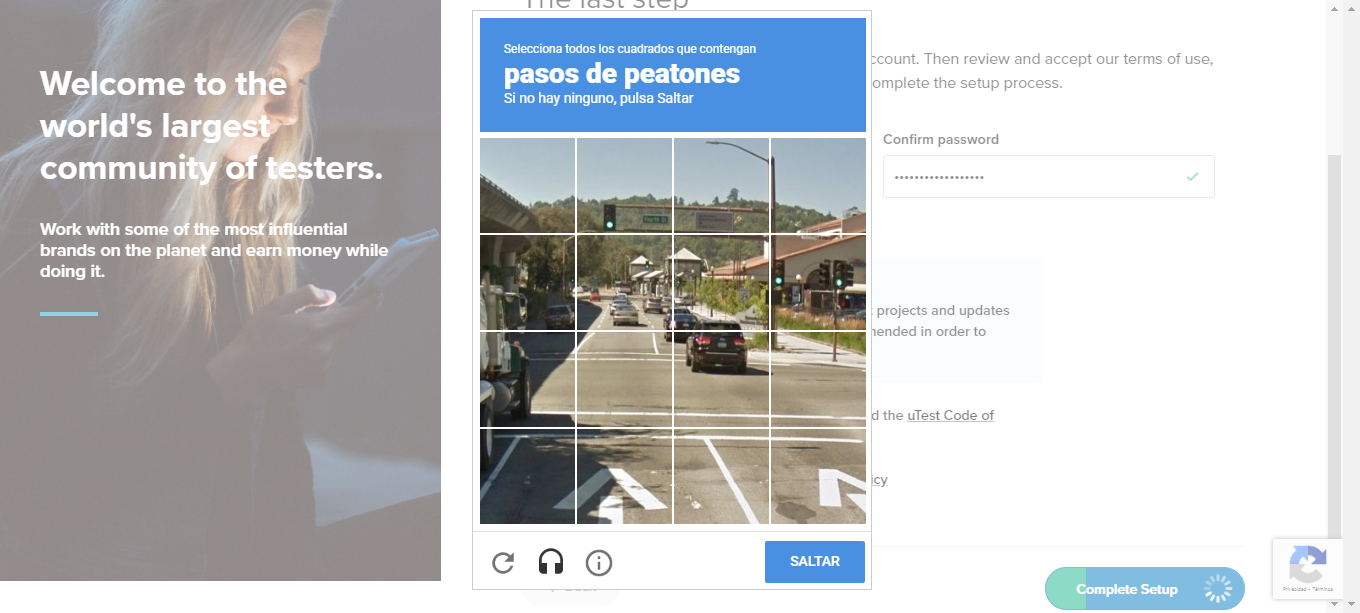 The last step
Welcome to the
world's largest
community of testers.
Work with some of the most influential
brands on the planet and earn money while
doing it.
Selecciona todos los cuadrados que contengan
pasos de peatones
Si no hay ninguno, pulsa Saltar
SALTAR
ccount. Then review and accept our terms of use,
omplete the setup process.
Confirm password
projects and updates
nended in order to
d the uTest Code of
icy
Complete Setup
Privacidad - Términos